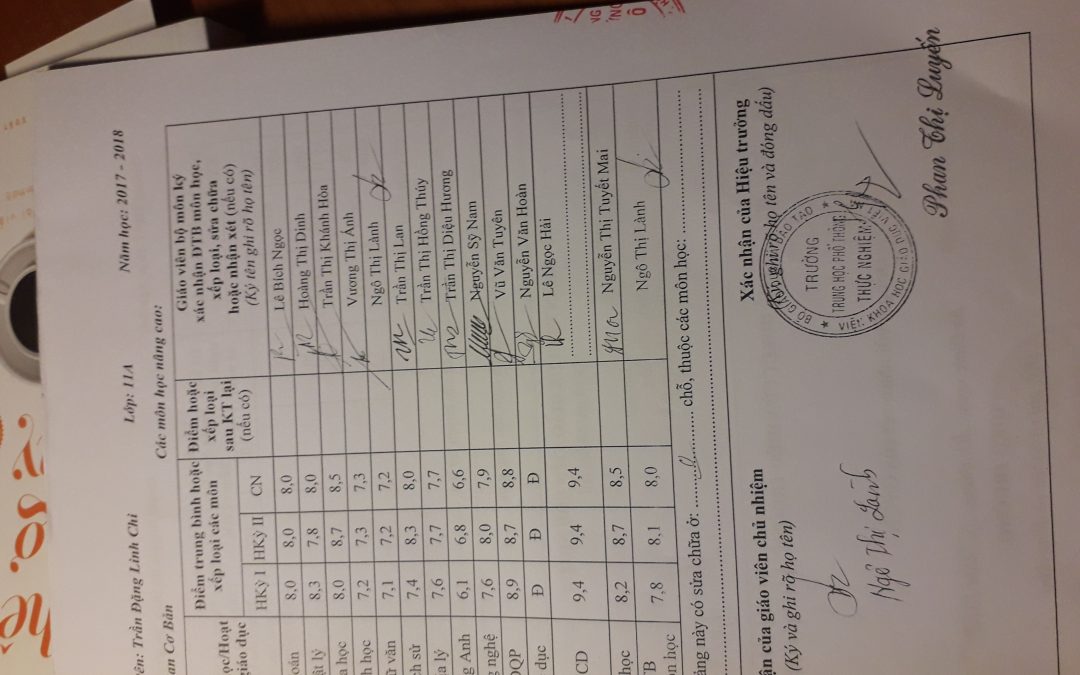 ên: Trần Đặng Linh Chi Lớp: 11A Năm học: 2017 - 2018
an Cơ Bản Các môn học nâng cao:
ọc/Hoạt giáo dục
Điểm trung bình hoặc xếp loại các môn
HKỳ I HKỳ II CN
Điểm hoặc xếp loại sau KT lại (nếu có)
Giáo viên bộ môn ký xác nhận ĐTB môn học, xếp loại, sửa chữa hoặc nhận xét (nếu có) (Ký tên ghi rõ họ tên)
oán 8,0 8,0 8,0 Lê Bích Ngọc
ật lý 8,3 7,8 8,0 Hoàng Thị Dinh
a học 8,0 8,7 8,5 Trần Thị Khánh Hòa
h học 7,2 7,3 7,3 Vương Thị Ánh
ữ văn 7,1 7,2 7,2 Ngô Thị Lành
ch sử 7,4 8,3 8,0 Trần Thị Lan
a lý 7,6 7,7 7,7 Trần Thị Hồng Thúy
ng Anh 6,1 6,8 6,6 Trần Thị Diệu Hương
g nghệ 7,6 8,0 7,9 Nguyễn Sỹ Nam
QP 8,9 8,7 8,8 Vũ Văn Tuyên
dục Đ Đ Đ Nguyễn Văn Hoàn
CD 9,4 9,4 9,4 Lê Ngọc Hải
học 8,2 8,7 8,5 Nguyễn Thị Tuyết Mai
TB n học 7,8 8,1 8,0 Ngô Thị Lành
ang này có sửa chữa ở: ........... chỗ, thuộc các môn học: ...........
ận của giáo viên chủ nhiệm
(Ký và ghi rõ họ tên)
Ngô Thị Lành
Xác nhận của Hiệu trưởng
(Ký, ghi rõ họ tên và đóng dấu)
TRƯỜNG
TRUNG HỌC PHỔ THÔNG
THỰC NGHIỆM
VIỆN KHOA HỌC GIÁO DỤC VIỆT
Phan Thị Luyến